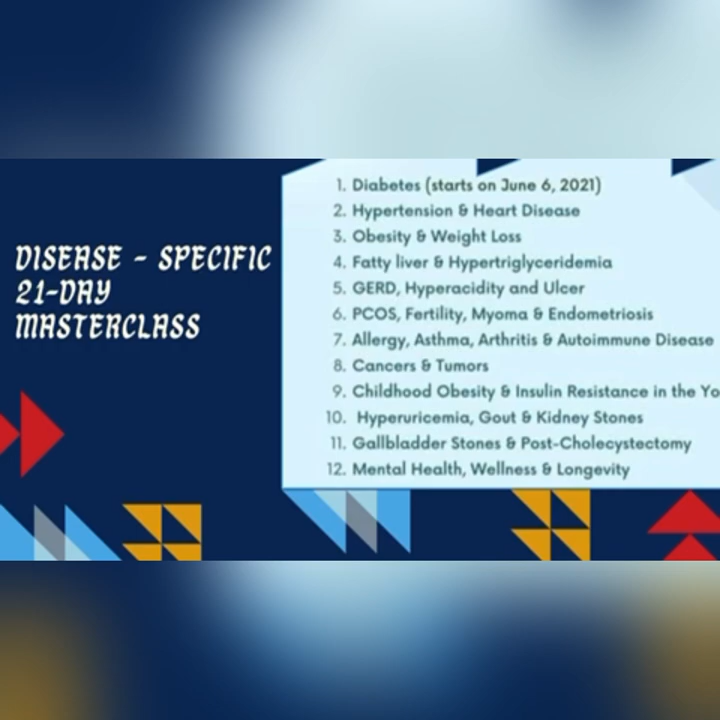 DISEASE - SPECIFIC
21-DAY
MASTERCLASS
1. Diabetes (starts on June 6, 2021)
2. Hypertension & Heart Disease
3. Obesity & Weight Loss
4. Fatty liver & Hypertriglyceridemia
5. GERD, Hyperacidity and Ulcer
6. PCOS, Fertility, Myoma & Endometriosis
7. Allergy, Asthma, Arthritis & Autoimmune Disease
8. Cancers & Tumors
9. Childhood Obesity & Insulin Resistance in the Yo
10. Hyperuricemia, Gout & Kidney Stones
11. Gallbladder Stones & Post-Cholecystectomy
12. Mental Health, Wellness & Longevity